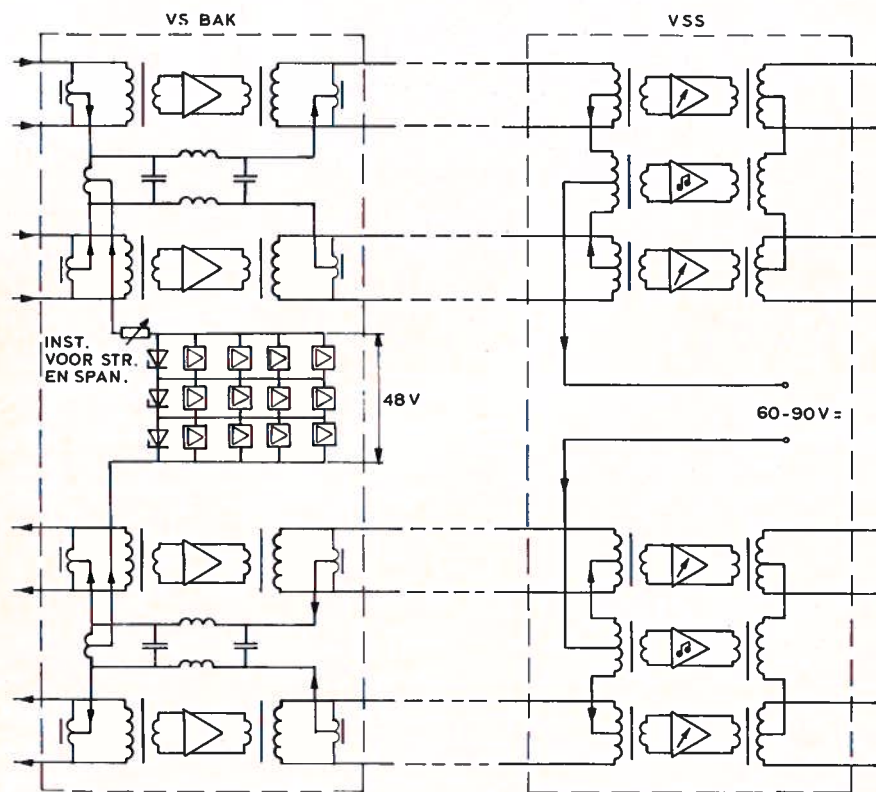 VS BAK
VSS
INST.
VOOR STR.
EN SPAN.
48 V
60-90 V =